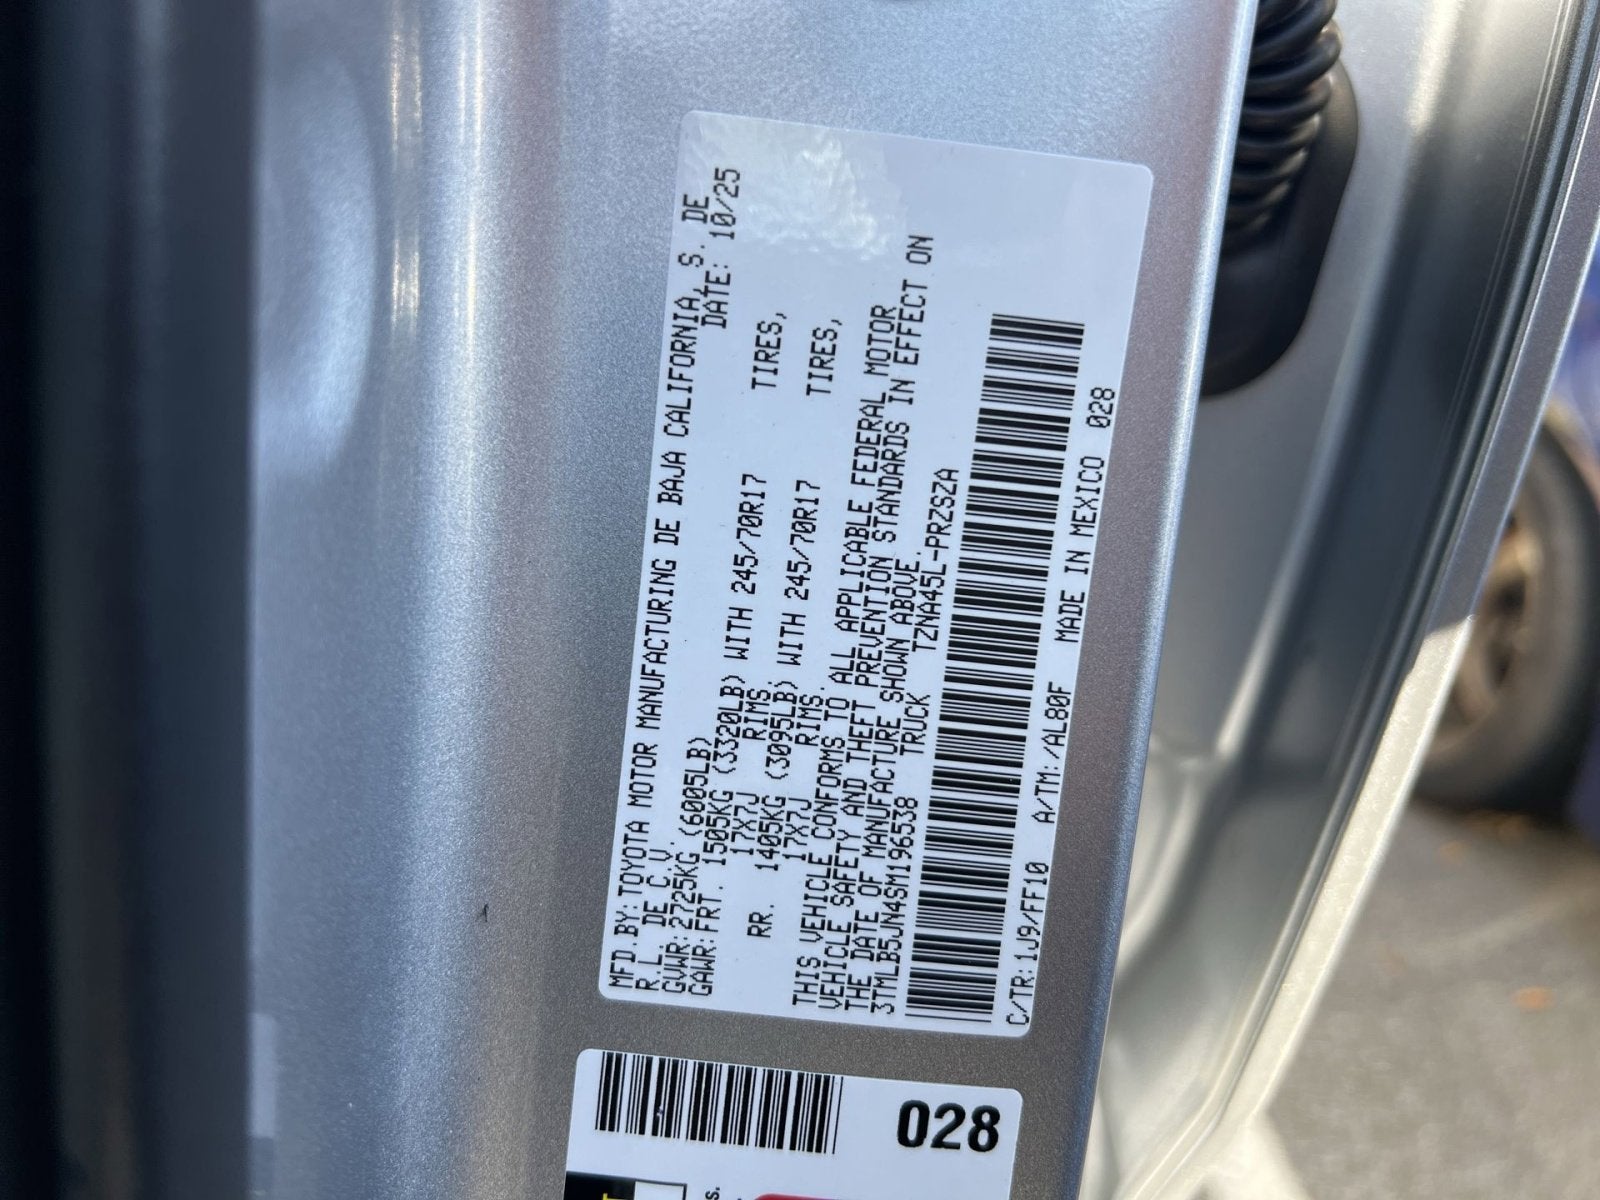 MFD.BY:TOYOTA MOTOR MANUFACTURING DE BAJA CALIFORNIA, S. DE
R.L. DE C.V. DATE: 10/25
GVWR:2725KG (6005LB)
GAWR:FRT. 1505KG (3320LB) WITH 245/70R17 TIRES,
17X7J RIMS
RR. 1405KG (3095LB) WITH 245/70R17 TIRES,
17X7J RIMS.
THIS VEHICLE CONFORMS TO ALL APPLICABLE FEDERAL MOTOR
VEHICLE SAFETY AND THEFT PREVENTION STANDARDS IN EFFECT ON
THE DATE OF MANUFACTURE SHOWN ABOVE.
3TMLB5JN4SM196538 TRUCK TZNA45L-PRZSZA
C/TR:1J9/FF10 A/TM:/AL80F MADE IN MEXICO 028
028